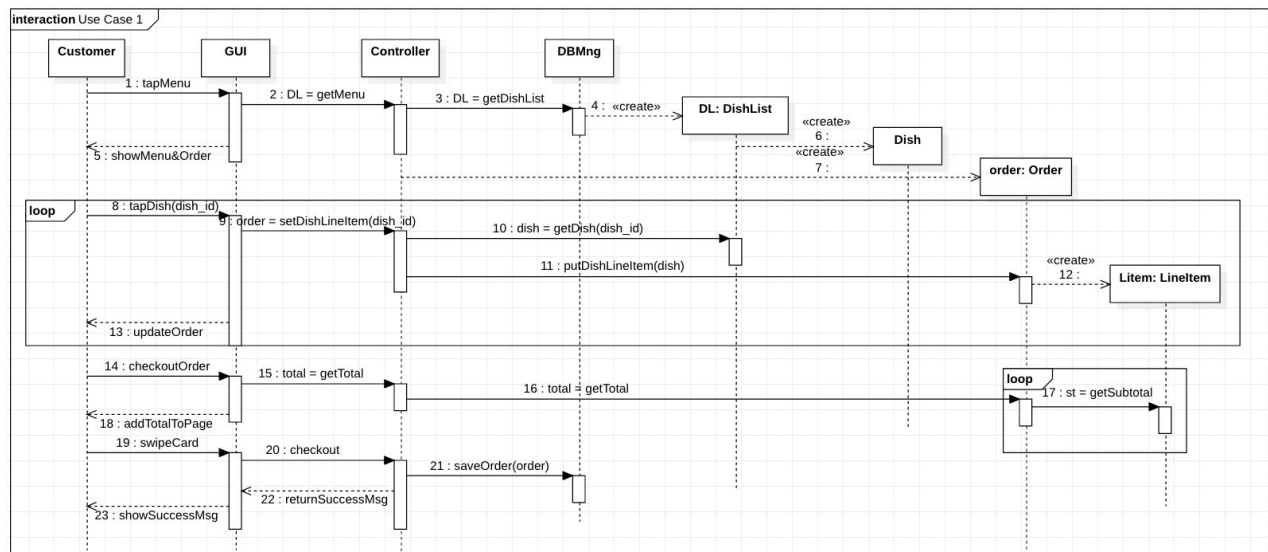 interaction Use Case 1
Customer
GUI
Controller
DBMng
1 : tapMenu
2 : DL = getMenu
3 : DL = getDishList
4 : «create»
DL: DishList
«create»
6 :
Dish
5 : showMenu&Order
«create»
7 :
order: Order
loop
8 : tapDish(dish_id)
9 : order = setDishLineItem(dish_id)
10 : dish = getDish(dish_id)
11 : putDishLineItem(dish)
«create»
12 :
Litem: LineItem
13 : updateOrder
14 : checkoutOrder
15 : total = getTotal
16 : total = getTotal
loop
17 : st = getSubtotal
18 : addTotalToPage
19 : swipeCard
20 : checkout
21 : saveOrder(order)
22 : returnSuccessMsg
23 : showSuccessMsg